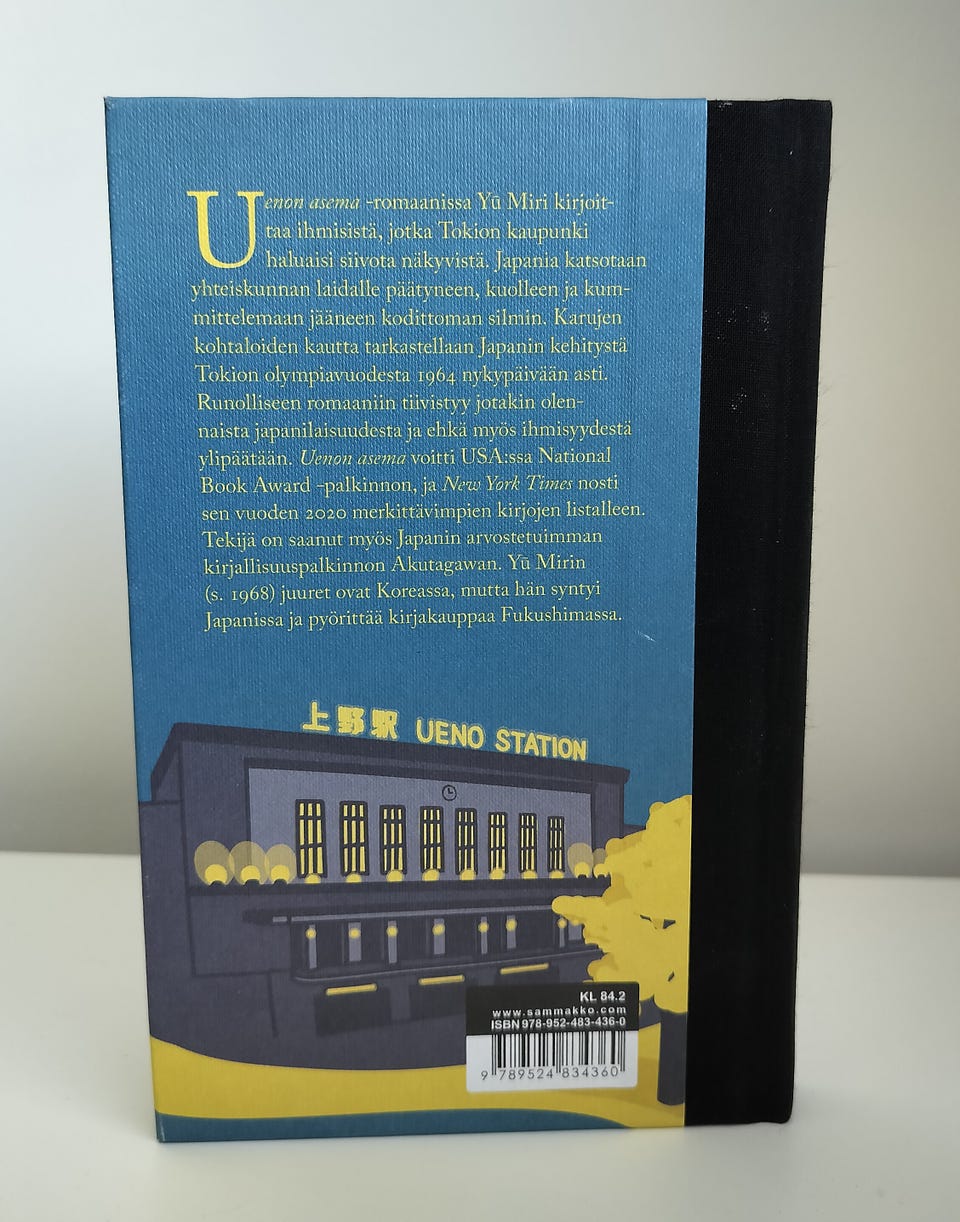 Uenon asema -romaanissa Yū Miri kirjoit-
taa ihmisistä, jotka Tokion kaupunki
haluaisi siivota näkyvistä. Japania katsotaan
yhteiskunnan laidalle päätyneen, kuolleen ja kum-
mittelemaan jääneen kodittoman silmin. Karujen
kohtaloiden kautta tarkastellaan Japanin kehitystä
Tokion olympiavuodesta 1964 nykypäivään asti.
Runolliseen romaaniin tiivistyy jotakin olen-
naista japanilaisuudesta ja ehkä myös ihmisyydestä
ylipäätään. Uenon asema voitti USA:ssa National
Book Award -palkinnon, ja New York Times nosti
sen vuoden 2020 merkittävimpien kirjojen listalleen.
Tekijä on saanut myös Japanin arvostetuimman
kirjallisuuspalkinnon Akutagawan. Yū Mirin
(s. 1968) juuret ovat Koreassa, mutta hän syntyi
Japanissa ja pyörittää kirjakauppaa Fukushimassa.
上野駅 UENO STATION
KL 84.2
www.sammakko.com
ISBN 978-952-483-436-0
9 789524 834360